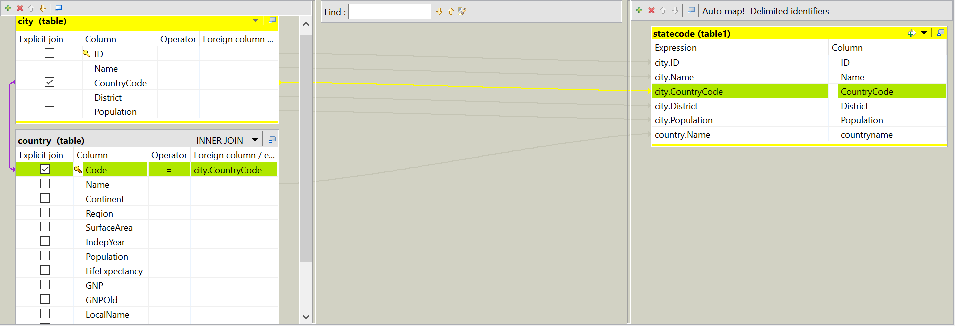 city (table)
Explicit join Column Operator Foreign column ...
ID
Name
CountryCode
District
Population
country (table) INNER JOIN
Explicit join Column Operator Foreign column / e...
Code = city.CountryCode
Name
Continent
Region
SurfaceArea
IndepYear
Population
LifeExpectancy
GNP
GNPOld
LocalName
Find :
Auto map! Delimited identifiers
statecode (table1)
Expression Column
city.ID ID
city.Name Name
city.CountryCode CountryCode
city.District District
city.Population Population
country.Name countryname